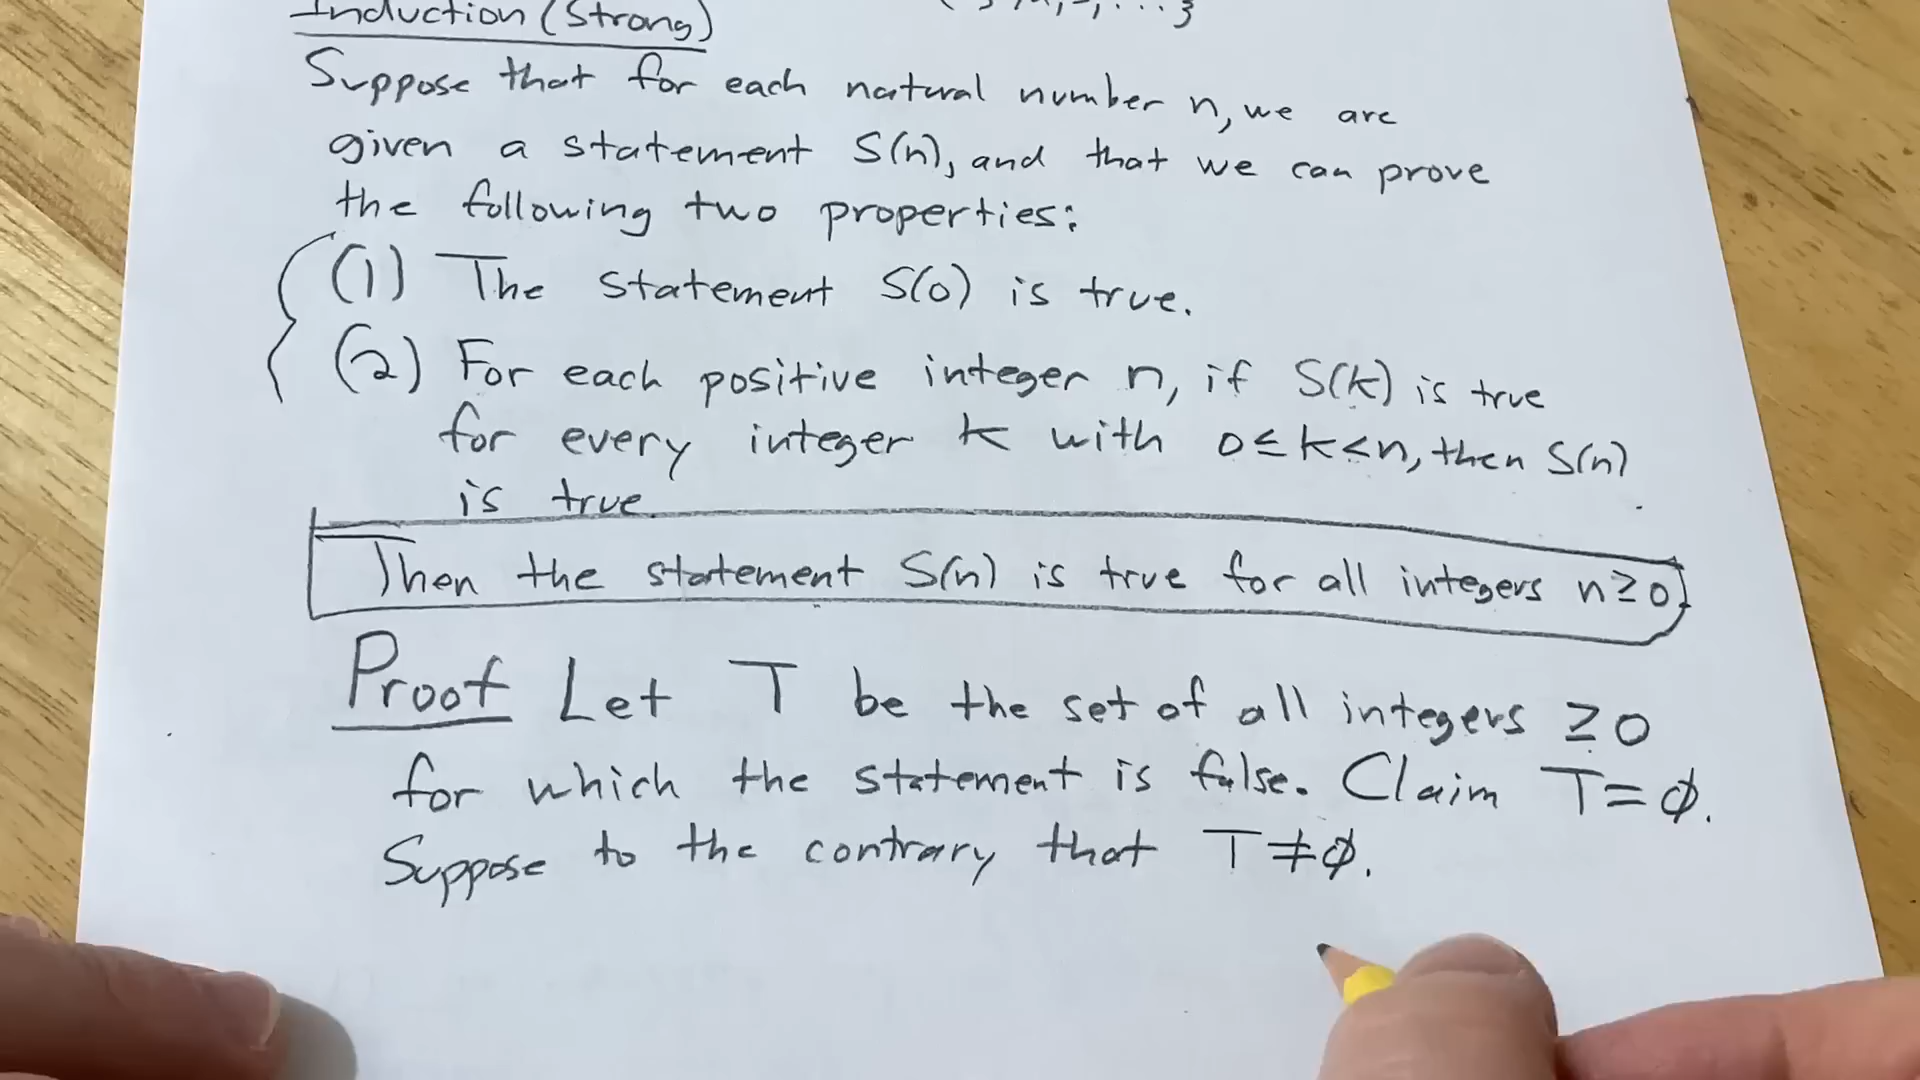 Induction (Strong)
Suppose that for each natural number n, we are
given a statement S(n), and that we can prove
the following two properties:
(1) The statement S(0) is true.
(2) For each positive integer n, if S(k) is true
for every integer k with 0≤k<n, then S(n)
is true.
Then the statement S(n) is true for all integers n≥0
Proof Let T be the set of all integers ≥0
for which the statement is false. Claim T=∅.
Suppose to the contrary that T≠∅.